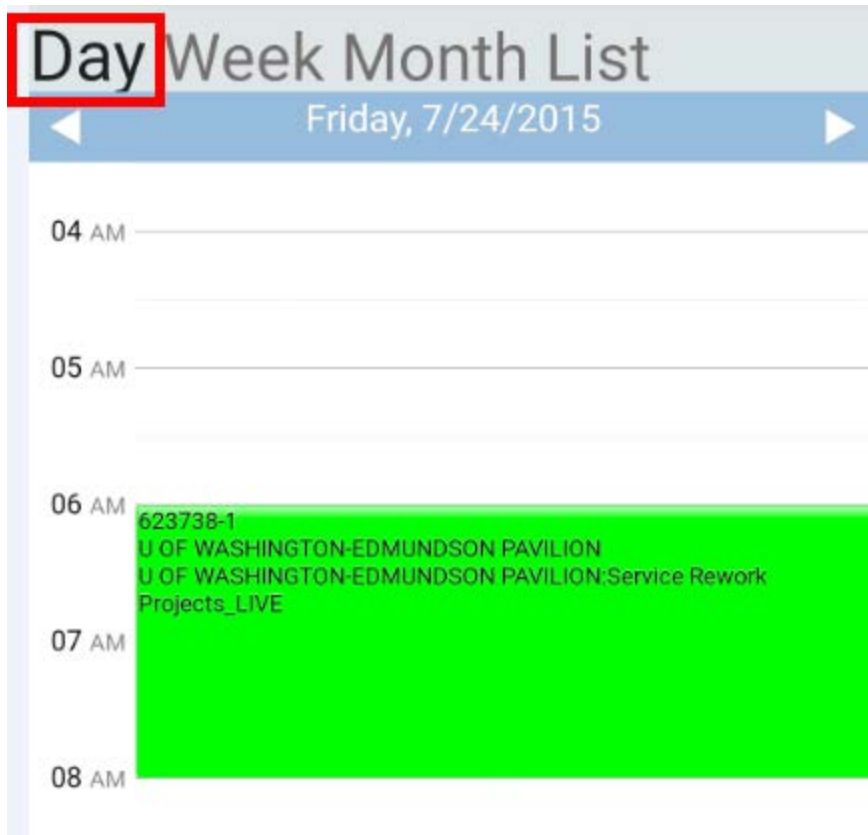 Day Week Month List
Friday, 7/24/2015
04 AM
05 AM
06 AM
623738-1
U OF WASHINGTON-EDMUNDSON PAVILION
U OF WASHINGTON-EDMUNDSON PAVILION;Service Rework
Projects_LIVE
07 AM
08 AM